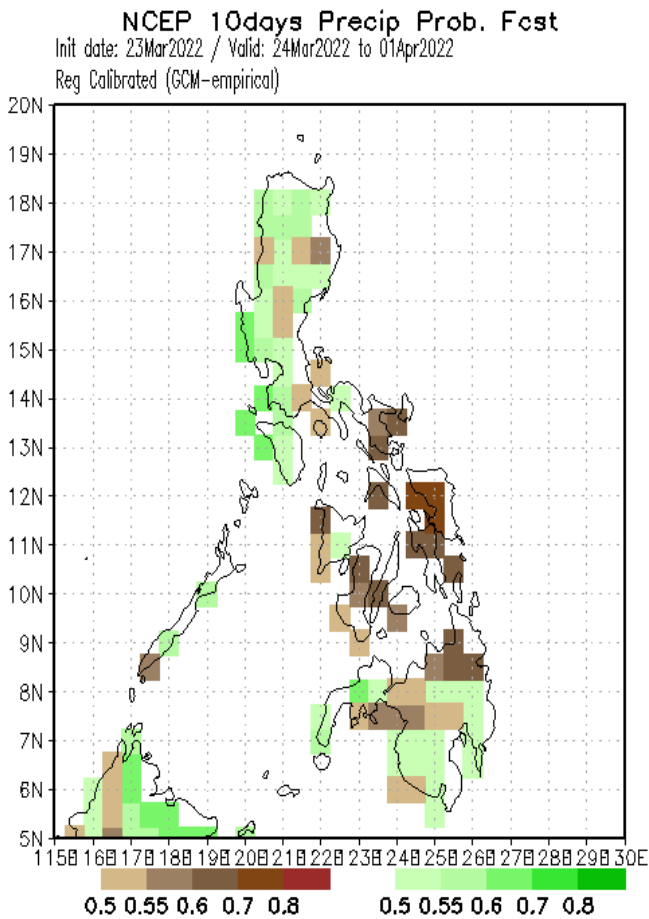 NCEP 10days Precip Prob. Fcst
Init date: 23Mar2022 / Valid: 24Mar2022 to 01Apr2022
Reg Calibrated (GCM-empirical)
20N
19N
18N
17N
16N
15N
14N
13N
12N
11N
10N
9N
8N
7N
6N
5N
115E 116E 117E 118E 119E 120E 121E 122E 123E 124E 125E 126E 127E 128E 129E 130E
0.5 0.55 0.6 0.7 0.8 0.5 0.55 0.6 0.7 0.8